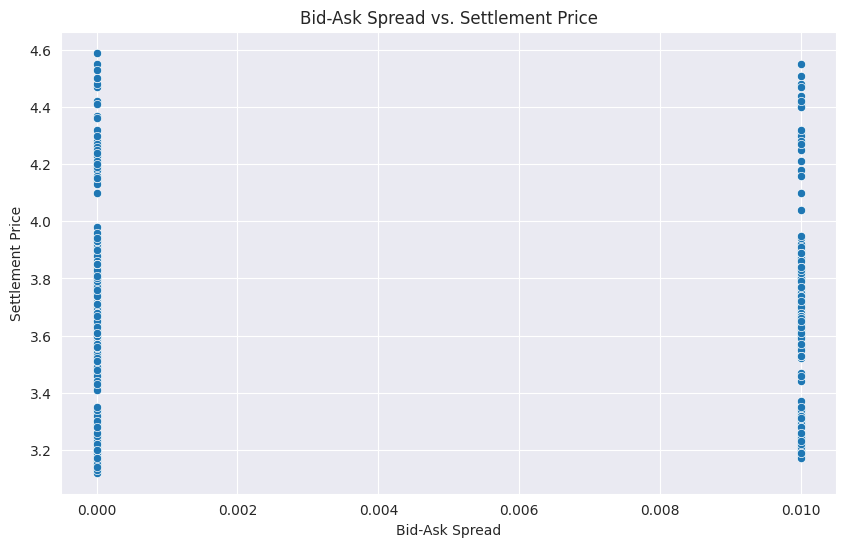 Bid-Ask Spread vs. Settlement Price
4.6
4.4
4.2
4.0
3.8
3.6
3.4
3.2
Settlement Price
0.000 0.002 0.004 0.006 0.008 0.010
Bid-Ask Spread